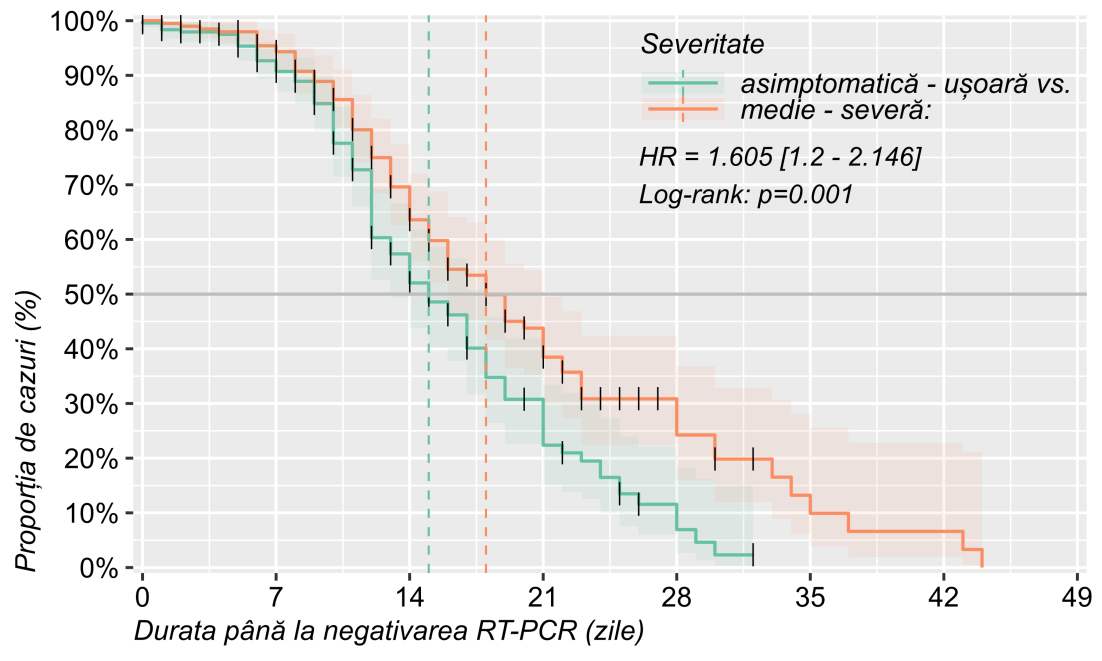 Severitate
asimptomatică - ușoară vs.
medie - severă:
HR = 1.605 [1.2 - 2.146]
Log-rank: p=0.001
100%
90%
80%
70%
60%
50%
40%
30%
20%
10%
0%
Proporția de cazuri (%)
0 7 14 21 28 35 42 49
Durata până la negativarea RT-PCR (zile)